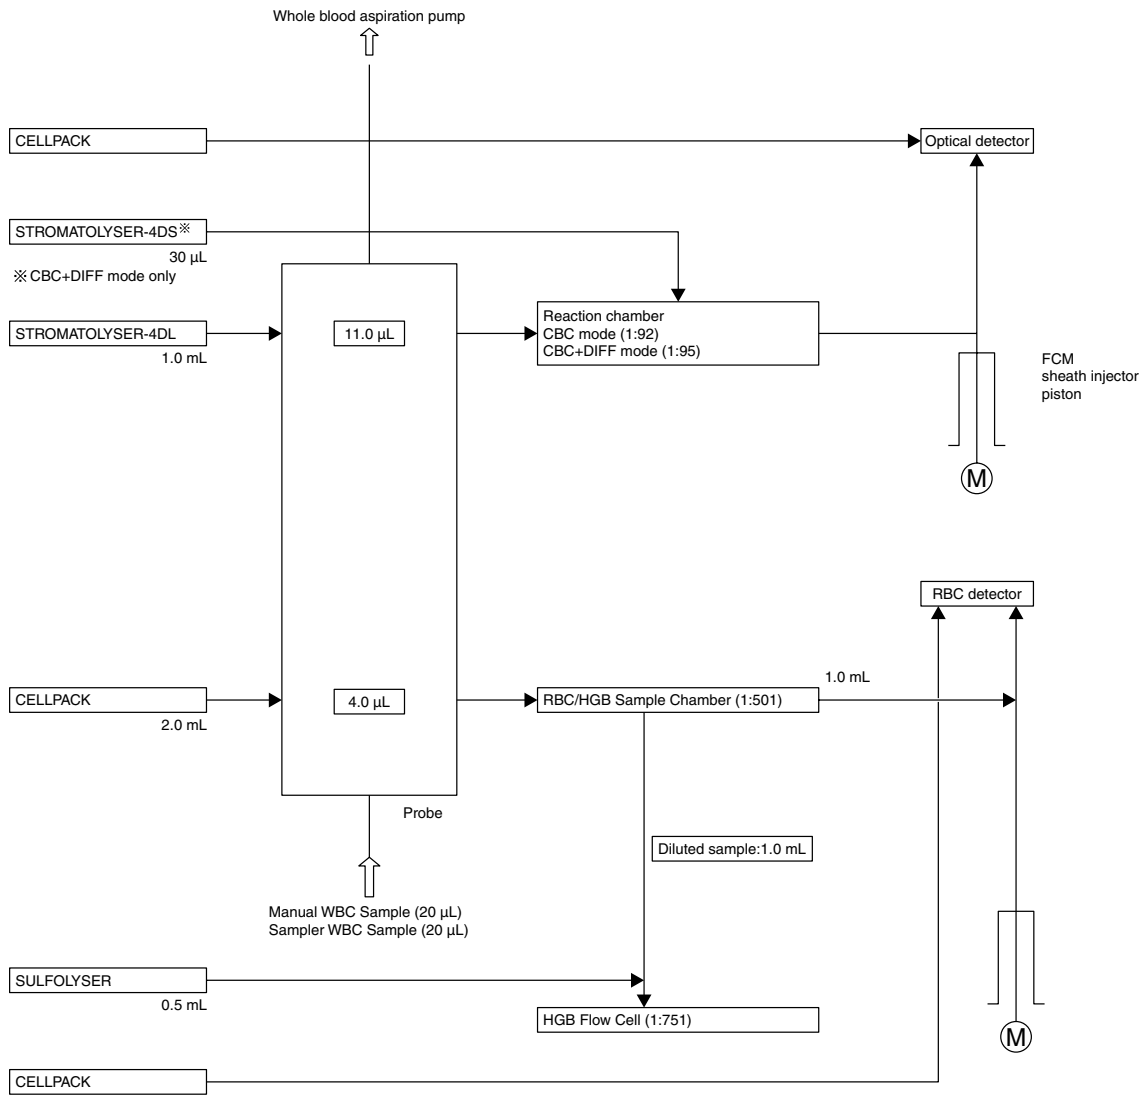 Whole blood aspiration pump
CELLPACK
Optical detector
STROMATOLYSER-4DS※
30 µL
※ CBC+DIFF mode only
STROMATOLYSER-4DL
1.0 mL
11.0 µL
Reaction chamber
CBC mode (1:92)
CBC+DIFF mode (1:95)
FCM
sheath injector
piston
M
RBC detector
CELLPACK
2.0 mL
4.0 µL
RBC/HGB Sample Chamber (1:501)
1.0 mL
Probe
Diluted sample:1.0 mL
Manual WBC Sample (20 µL)
Sampler WBC Sample (20 µL)
SULFOLYSER
0.5 mL
HGB Flow Cell (1:751)
M
CELLPACK